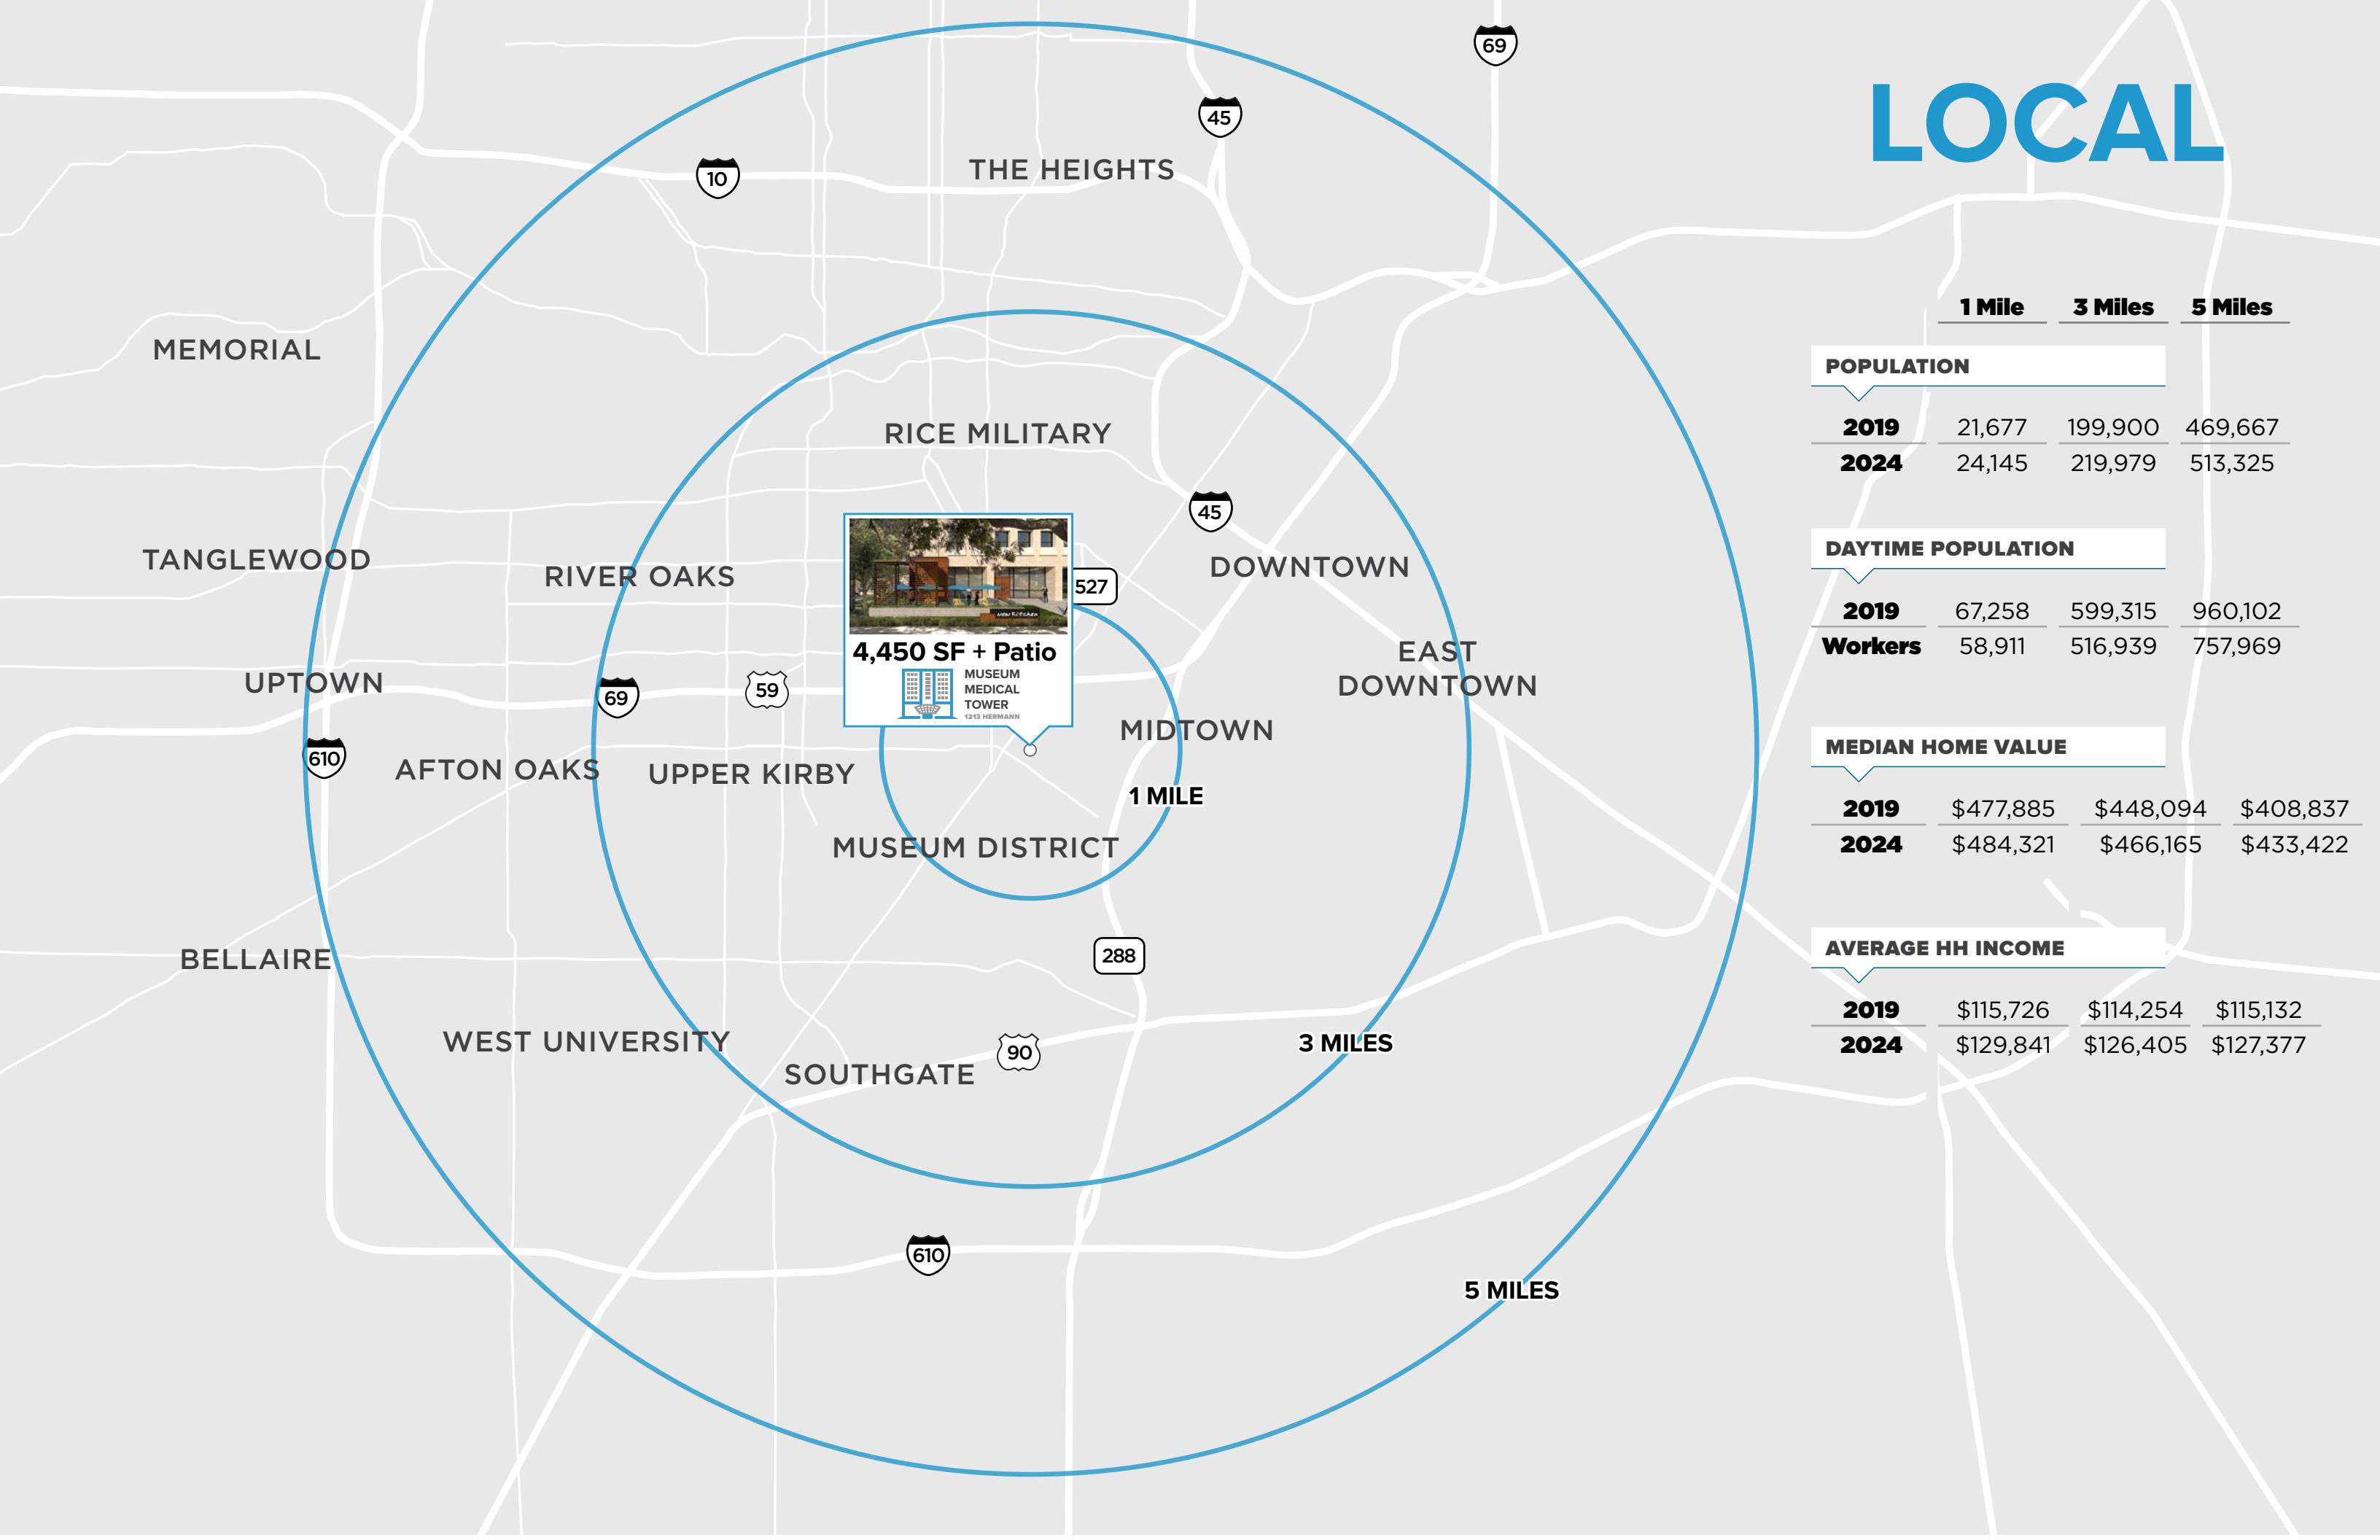 LOCAL
69
45
10
THE HEIGHTS
MEMORIAL
RICE MILITARY
45
TANGLEWOOD
RIVER OAKS
DOWNTOWN
527
4,450 SF + Patio
MUSEUM
MEDICAL
TOWER
1213 HERMANN
EAST
DOWNTOWN
UPTOWN
69
59
MIDTOWN
610
AFTON OAKS
UPPER KIRBY
1 MILE
MUSEUM DISTRICT
BELLAIRE
288
WEST UNIVERSITY
SOUTHGATE
90
3 MILES
610
5 MILES
1 Mile 3 Miles 5 Miles
POPULATION
2019 21,677 199,900 469,667
2024 24,145 219,979 513,325
DAYTIME POPULATION
2019 67,258 599,315 960,102
Workers 58,911 516,939 757,969
MEDIAN HOME VALUE
2019 $477,885 $448,094 $408,837
2024 $484,321 $466,165 $433,422
AVERAGE HH INCOME
2019 $115,726 $114,254 $115,132
2024 $129,841 $126,405 $127,377